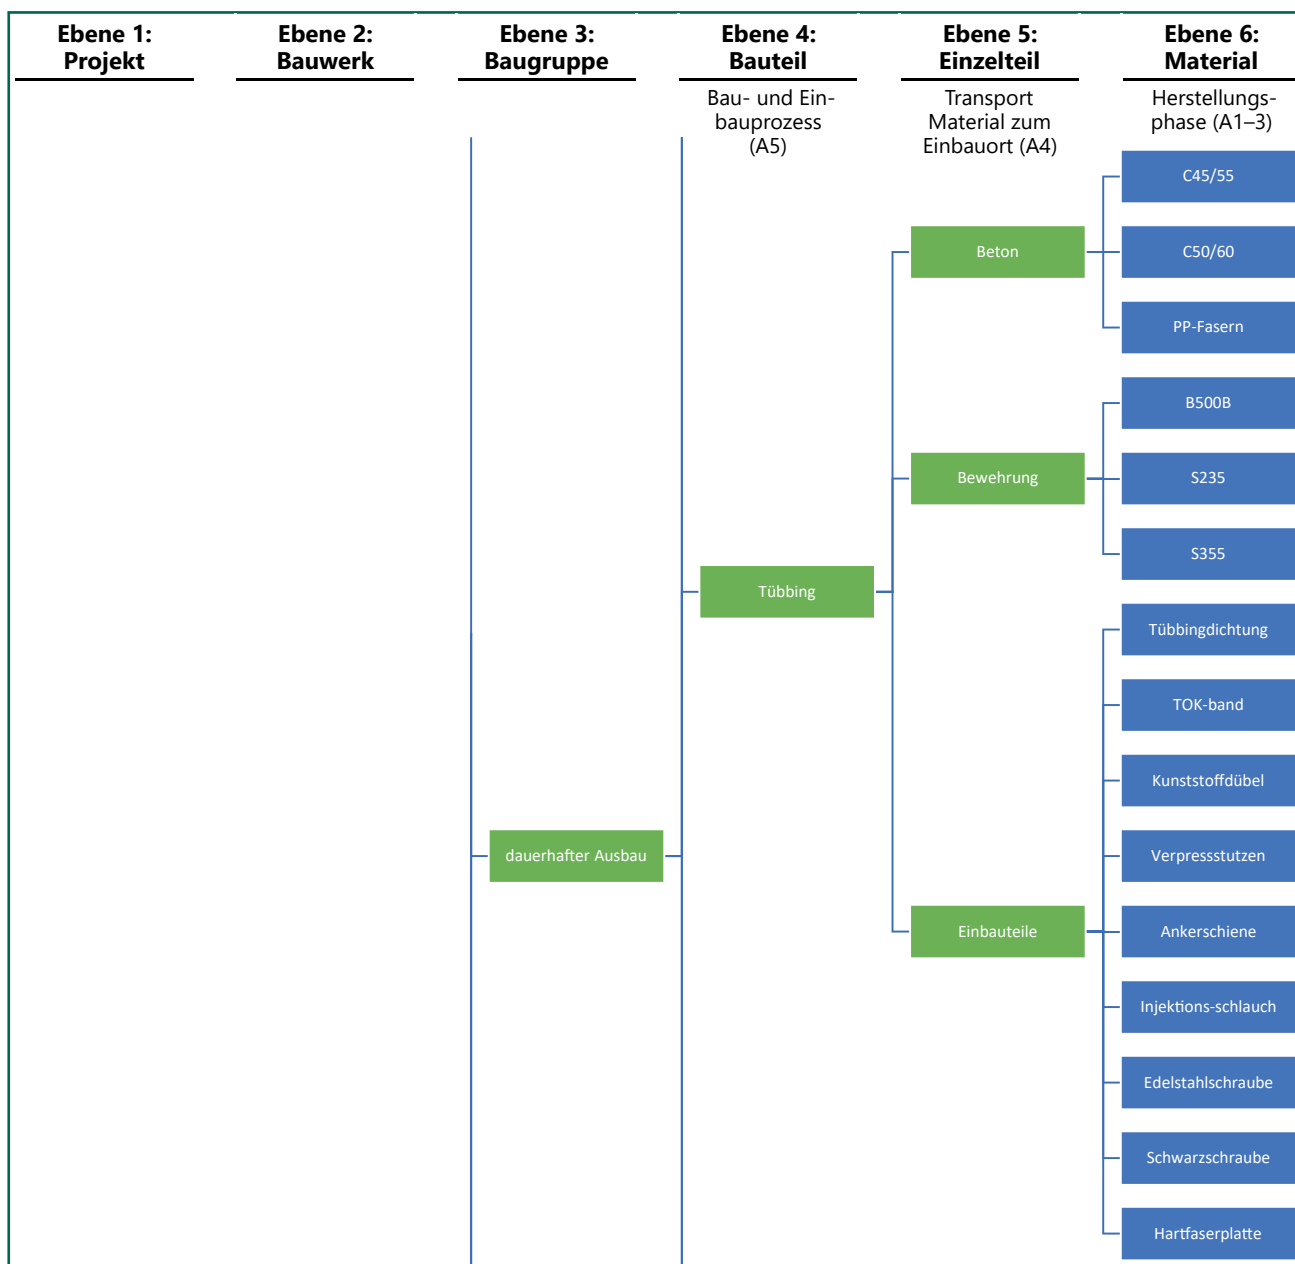 Ebene 1:
Projekt
Ebene 2:
Bauwerk
Ebene 3:
Baugruppe
Ebene 4:
Bauteil
Ebene 5:
Einzelteil
Ebene 6:
Material
Bau- und Ein-
bauprozess
(A5)
Transport
Material zum
Einbauort (A4)
Herstellungs-
phase (A1–3)
C45/55
Beton
C50/60
PP-Fasern
B500B
Bewehrung
S235
S355
Tübbing
Tübbingdichtung
TOK-band
Kunststoffdübel
dauerhafter Ausbau
Verpressstutzen
Einbauteile
Ankerschiene
Injektions-schlauch
Edelstahlschraube
Schwarzschraube
Hartfaserplatte